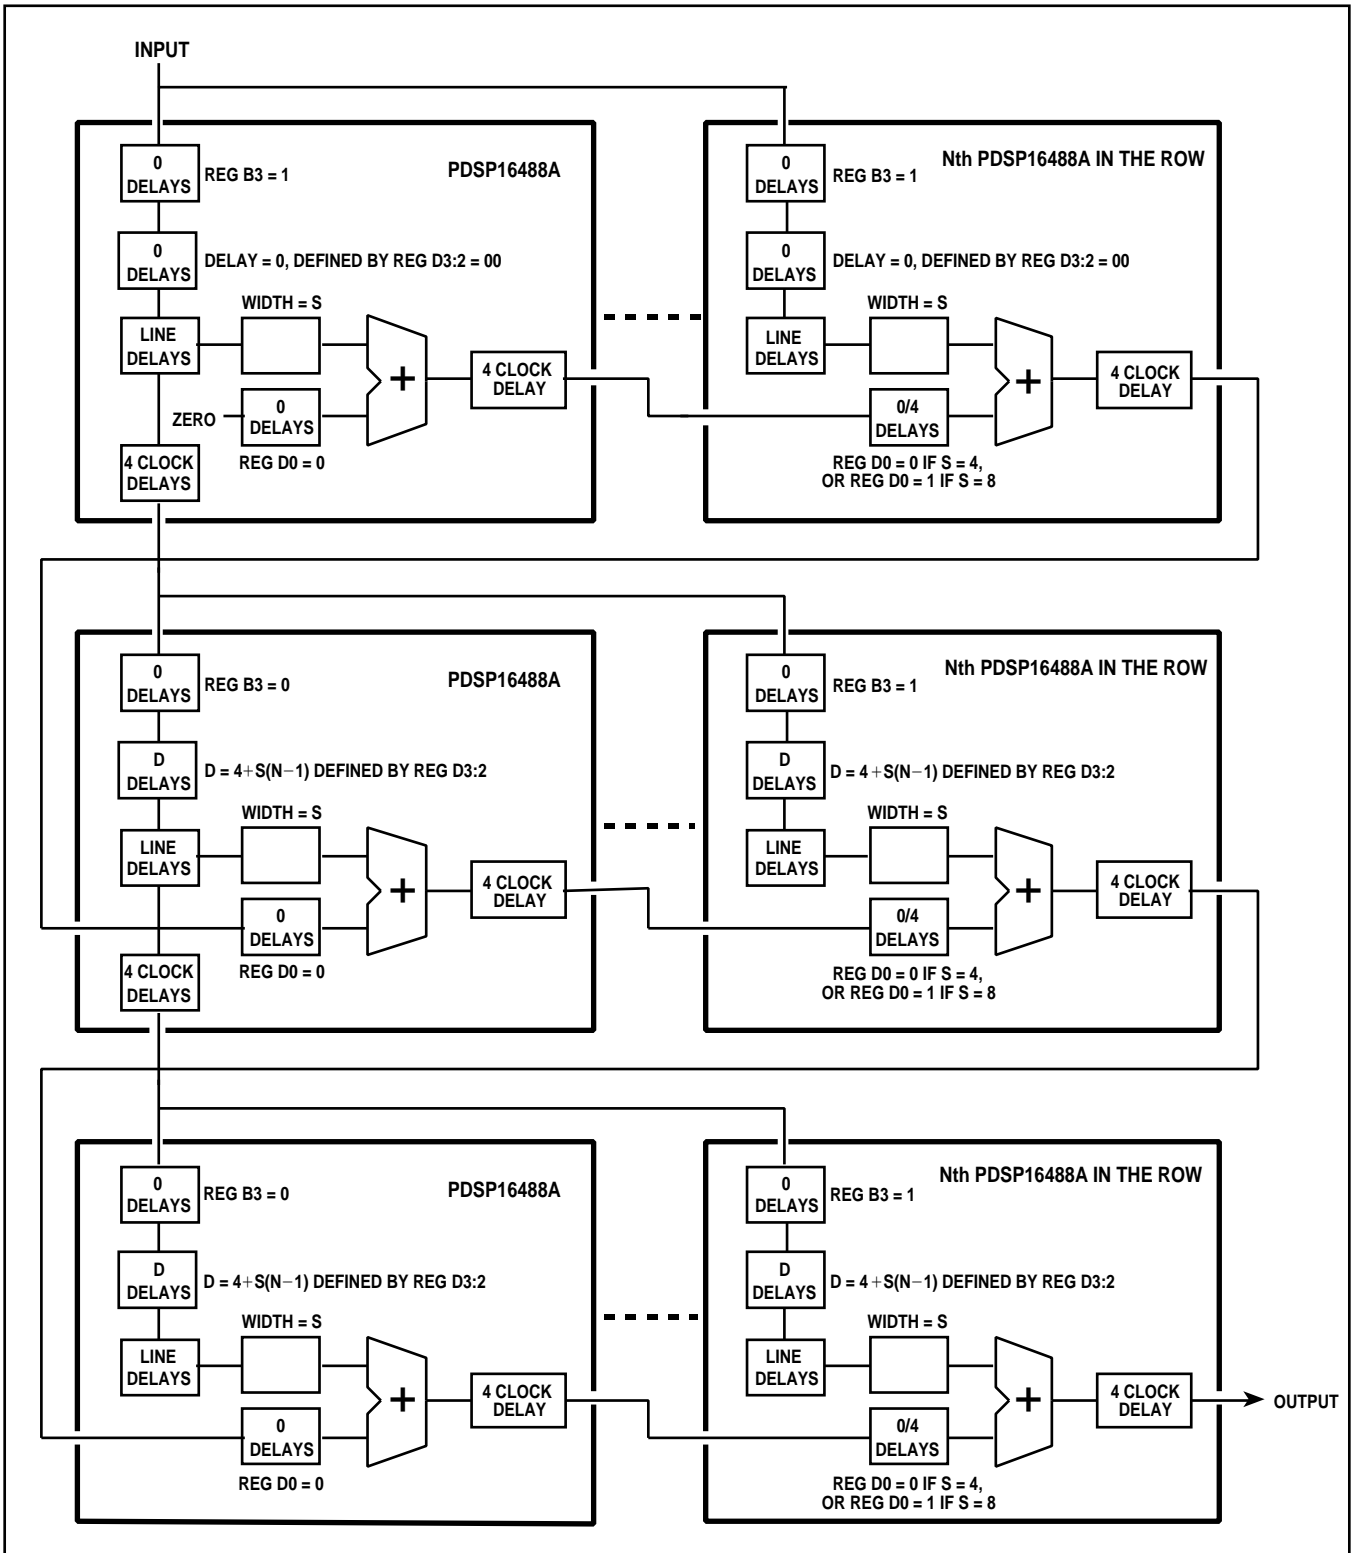 INPUT
0
DELAYS
REG B3 = 1
PDSP16488A
0
DELAYS
DELAY = 0, DEFINED BY REG D3:2 = 00
WIDTH = S
LINE
DELAYS
+
4 CLOCK
DELAY
ZERO
0
DELAYS
REG D0 = 0
4 CLOCK
DELAYS
Nth PDSP16488A IN THE ROW
0
DELAYS
REG B3 = 1
0
DELAYS
DELAY = 0, DEFINED BY REG D3:2 = 00
WIDTH = S
LINE
DELAYS
+
4 CLOCK
DELAY
0/4
DELAYS
REG D0 = 0 IF S = 4,
OR REG D0 = 1 IF S = 8
0
DELAYS
REG B3 = 0
PDSP16488A
D
DELAYS
D = 4+S(N−1) DEFINED BY REG D3:2
WIDTH = S
LINE
DELAYS
+
4 CLOCK
DELAY
0
DELAYS
REG D0 = 0
4 CLOCK
DELAYS
Nth PDSP16488A IN THE ROW
0
DELAYS
REG B3 = 1
D
DELAYS
D = 4+S(N−1) DEFINED BY REG D3:2
WIDTH = S
LINE
DELAYS
+
4 CLOCK
DELAY
0/4
DELAYS
REG D0 = 0 IF S = 4,
OR REG D0 = 1 IF S = 8
0
DELAYS
REG B3 = 0
PDSP16488A
D
DELAYS
D = 4+S(N−1) DEFINED BY REG D3:2
WIDTH = S
LINE
DELAYS
+
4 CLOCK
DELAY
0
DELAYS
REG D0 = 0
Nth PDSP16488A IN THE ROW
0
DELAYS
REG B3 = 1
D
DELAYS
D = 4+S(N−1) DEFINED BY REG D3:2
WIDTH = S
LINE
DELAYS
+
4 CLOCK
DELAY
OUTPUT
0/4
DELAYS
REG D0 = 0 IF S = 4,
OR REG D0 = 1 IF S = 8